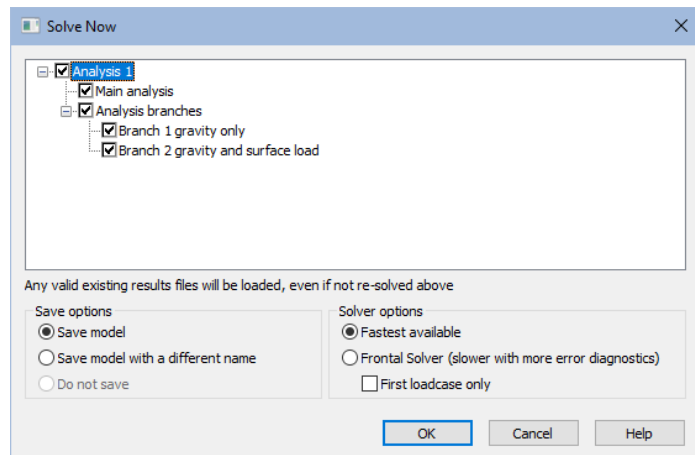 Solve Now
Analysis 1
Main analysis
Analysis branches
Branch 1 gravity only
Branch 2 gravity and surface load
Any valid existing results files will be loaded, even if not re-solved above
Save options
Save model
Save model with a different name
Do not save
Solver options
Fastest available
Frontal Solver (slower with more error diagnostics)
First loadcase only
OK
Cancel
Help